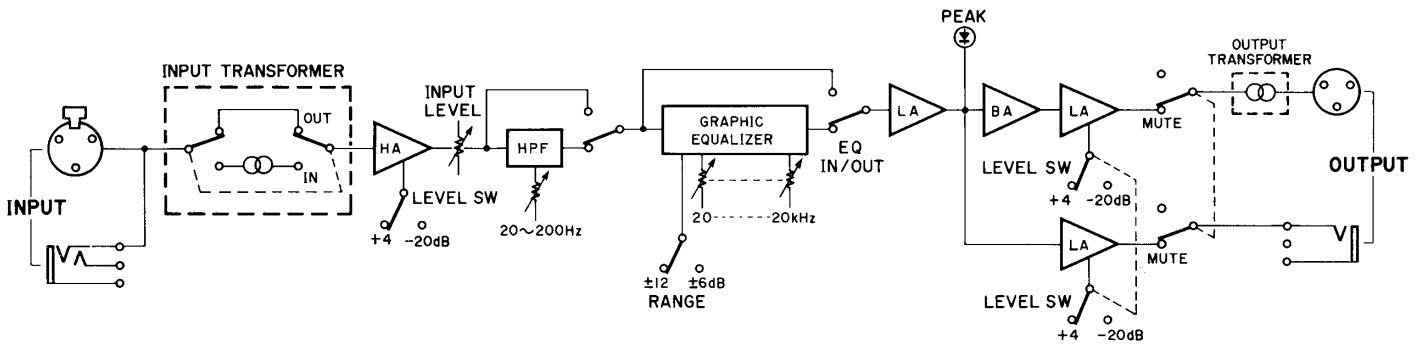 INPUT
INPUT TRANSFORMER
OUT
IN
HA
LEVEL SW
+4 -20dB
INPUT
LEVEL
HPF
20~200Hz
GRAPHIC
EQUALIZER
20 20kHz
±12 ±6dB
RANGE
EQ
IN/OUT
LA
PEAK
BA
LA
LEVEL SW
+4 -20dB
MUTE
OUTPUT
TRANSFORMER
OUTPUT
LA
LEVEL SW
+4 -20dB
MUTE